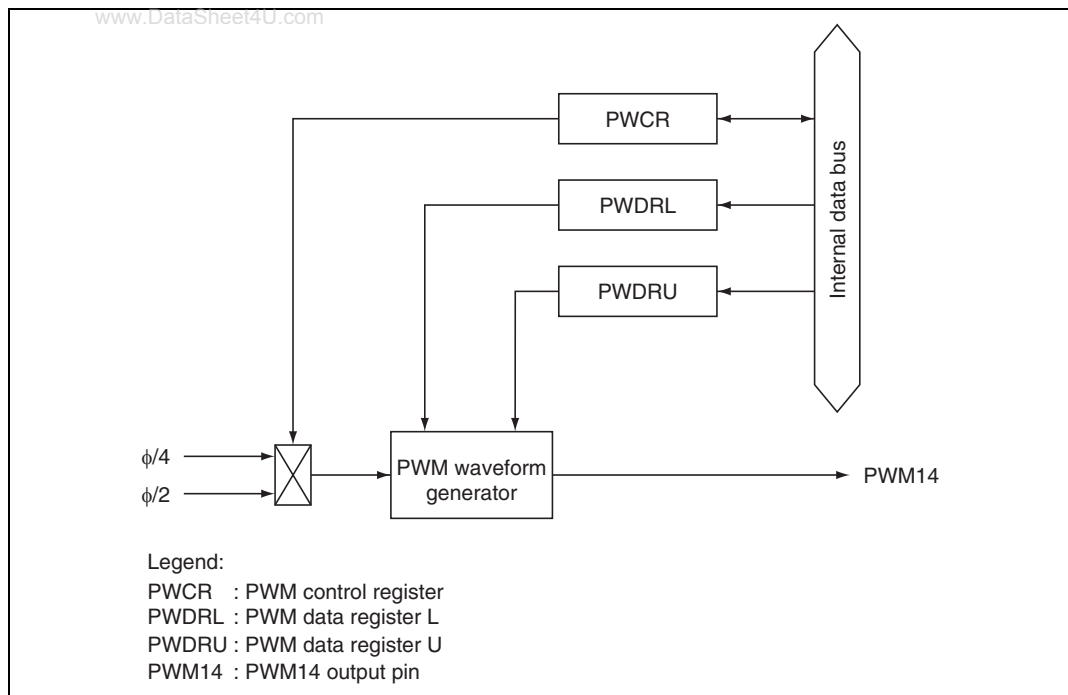 www.DataSheet4U.com
PWCR
PWDRL
PWDRU
Internal data bus
ϕ/4
ϕ/2
PWM waveform
generator
PWM14
Legend:
PWCR : PWM control register
PWDRL : PWM data register L
PWDRU : PWM data register U
PWM14 : PWM14 output pin